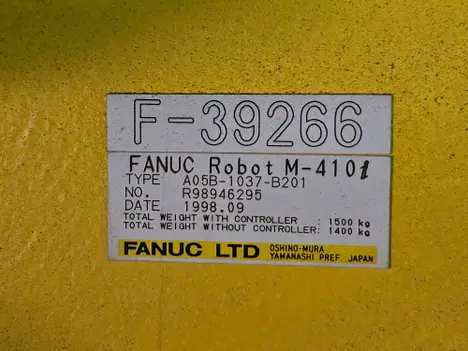 F-39266
FANUC Robot M-410i
TYPE A05B-1037-B201
NO. R98946295
DATE 1998.09
TOTAL WEIGHT WITH CONTROLLER : 1500 kg
TOTAL WEIGHT WITHOUT CONTROLLER: 1400 kg
FANUC LTD OSHINO-MURA
YAMANASHI PREF. JAPAN